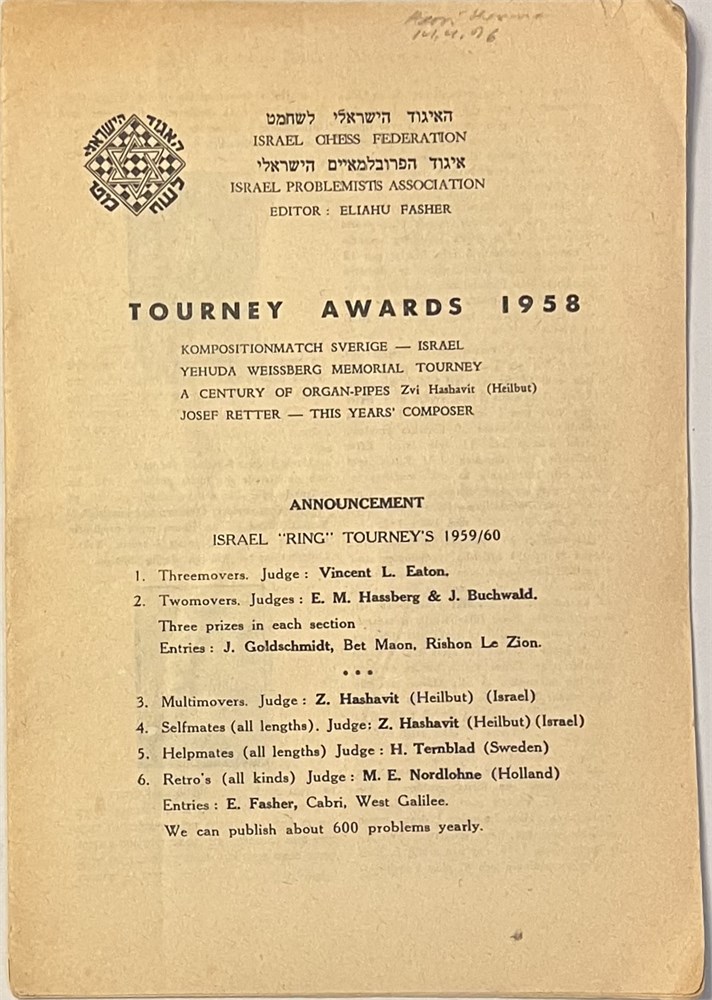 האיגוד הישראלי לשחמט
ISRAEL CHESS FEDERATION
איגוד הפרובלמאיים הישראלי
ISRAEL PROBLEMISTS ASSOCIATION
EDITOR : ELIAHU FASHER
האגוד הישראלי
לשח מט
TOURNEY AWARDS 1958
KOMPOSITIONMATCH SVERIGE — ISRAEL
YEHUDA WEISSBERG MEMORIAL TOURNEY
A CENTURY OF ORGAN-PIPES Zvi Hashavit (Heilbut)
JOSEF RETTER — THIS YEARS' COMPOSER
ANNOUNCEMENT
ISRAEL "RING" TOURNEY'S 1959/60
1. Threemovers. Judge : Vincent L. Eaton.
2. Twomovers. Judges : E. M. Hassberg & J. Buchwald.
Three prizes in each section
Entries : J. Goldschmidt, Bet Maon, Rishon Le Zion.
• • •
3. Multimovers. Judge : Z. Hashavit (Heilbut) (Israel)
4. Selfmates (all lengths). Judge: Z. Hashavit (Heilbut) (Israel)
5. Helpmates (all lengths) Judge : H. Ternblad (Sweden)
6. Retro's (all kinds) Judge : M. E. Nordlohne (Holland)
Entries : E. Fasher, Cabri, West Galilee.
We can publish about 600 problems yearly.